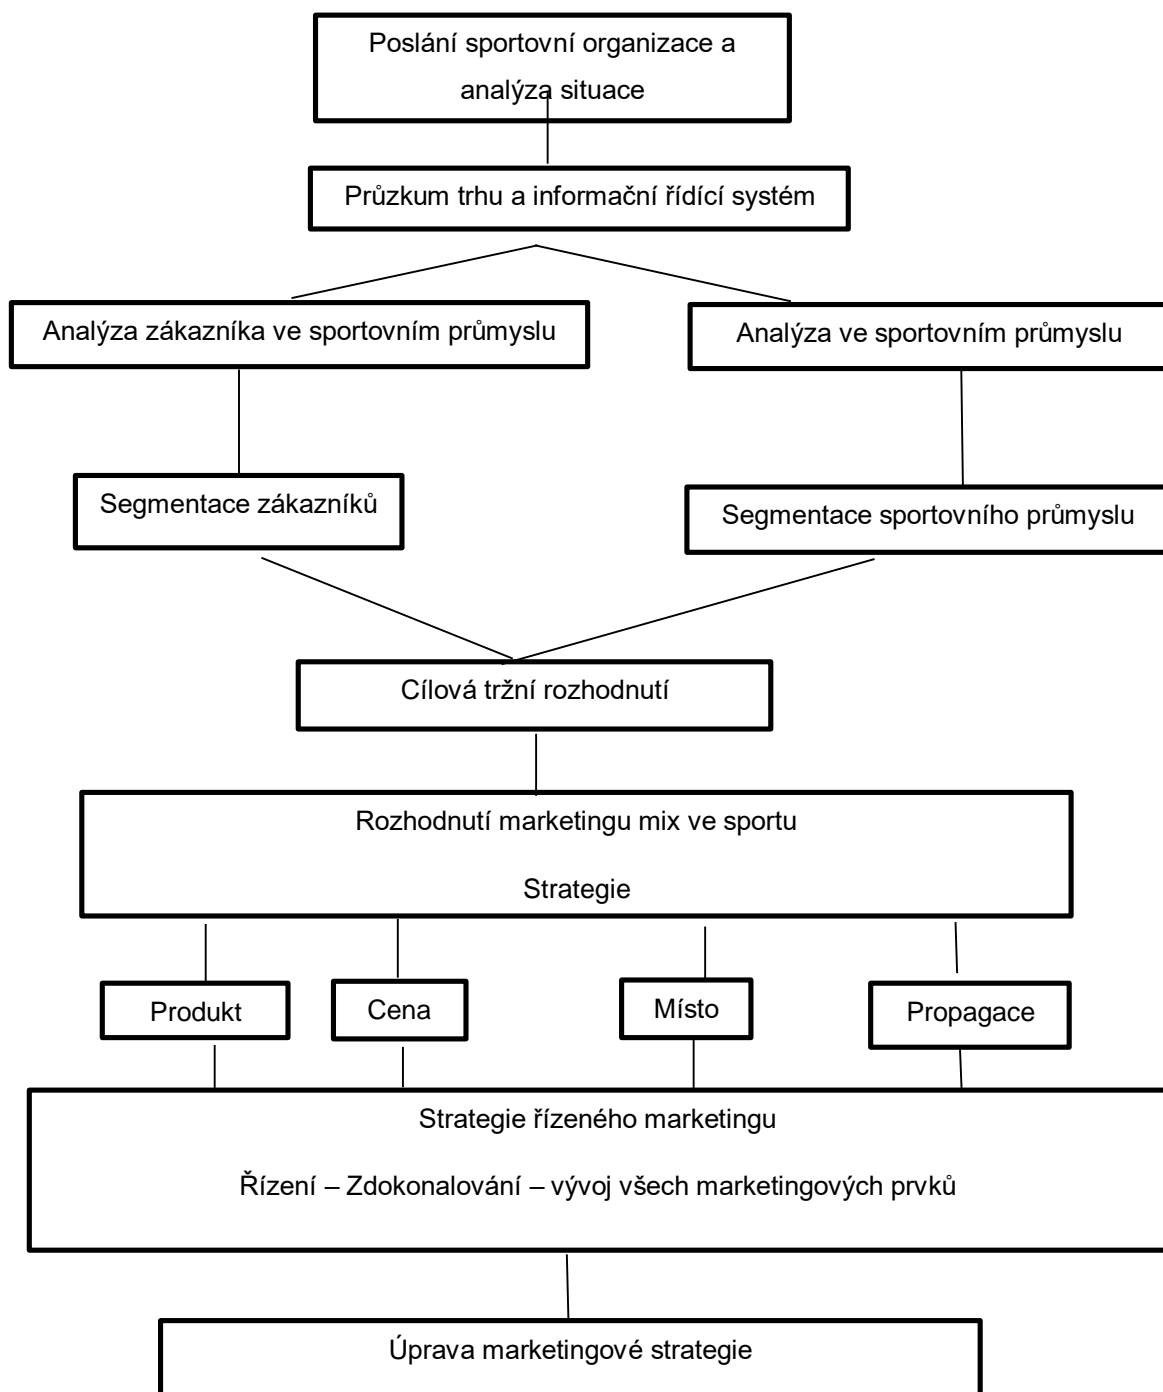 Poslání sportovní organizace a
analýza situace
Průzkum trhu a informační řídící systém
Analýza zákazníka ve sportovním průmyslu
Analýza ve sportovním průmyslu
Segmentace zákazníků
Segmentace sportovního průmyslu
Cílová tržní rozhodnutí
Rozhodnutí marketingu mix ve sportu
Strategie
Produkt
Cena
Místo
Propagace
Strategie řízeného marketingu
Řízení – Zdokonalování – vývoj všech marketingových prvků
Úprava marketingové strategie